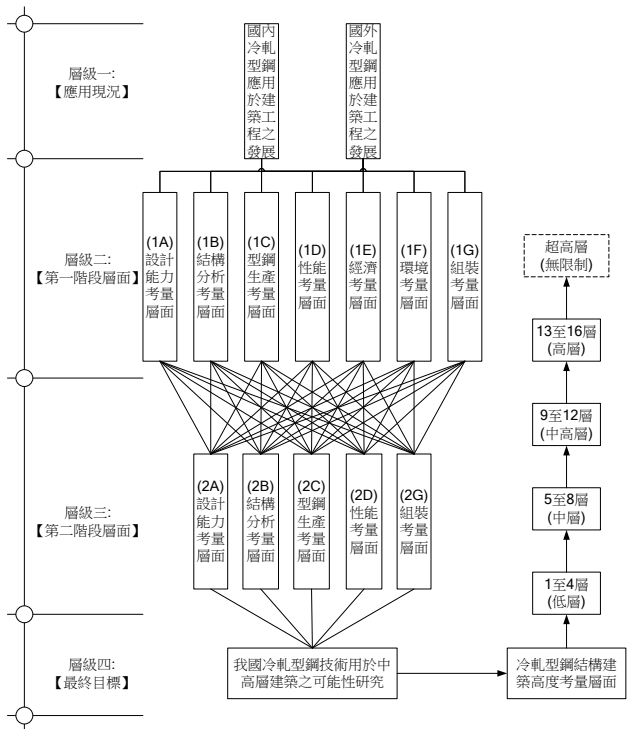 層級一:
【應用現況】
國內
冷軋
型鋼
應用
於建
築工
程之
發展
國外
冷軋
型鋼
應用
於建
築工
程之
發展
層級二:
【第一階段層面】
(1A)
設計
能力
考量
層面
(1B)
結構
分析
考量
層面
(1C)
型鋼
生產
考量
層面
(1D)
性能
考量
層面
(1E)
經濟
考量
層面
(1F)
環境
考量
層面
(1G)
組裝
考量
層面
層級三:
【第二階段層面】
(2A)
設計
能力
考量
層面
(2B)
結構
分析
考量
層面
(2C)
型鋼
生產
考量
層面
(2D)
性能
考量
層面
(2G)
組裝
考量
層面
超高層
(無限制)
13至16層
(高層)
9至12層
(中高層)
5至8層
(中層)
1至4層
(低層)
層級四:
【最終目標】
我國冷軋型鋼技術用於中
高層建築之可能性研究
冷軋型鋼結構建
築高度考量層面